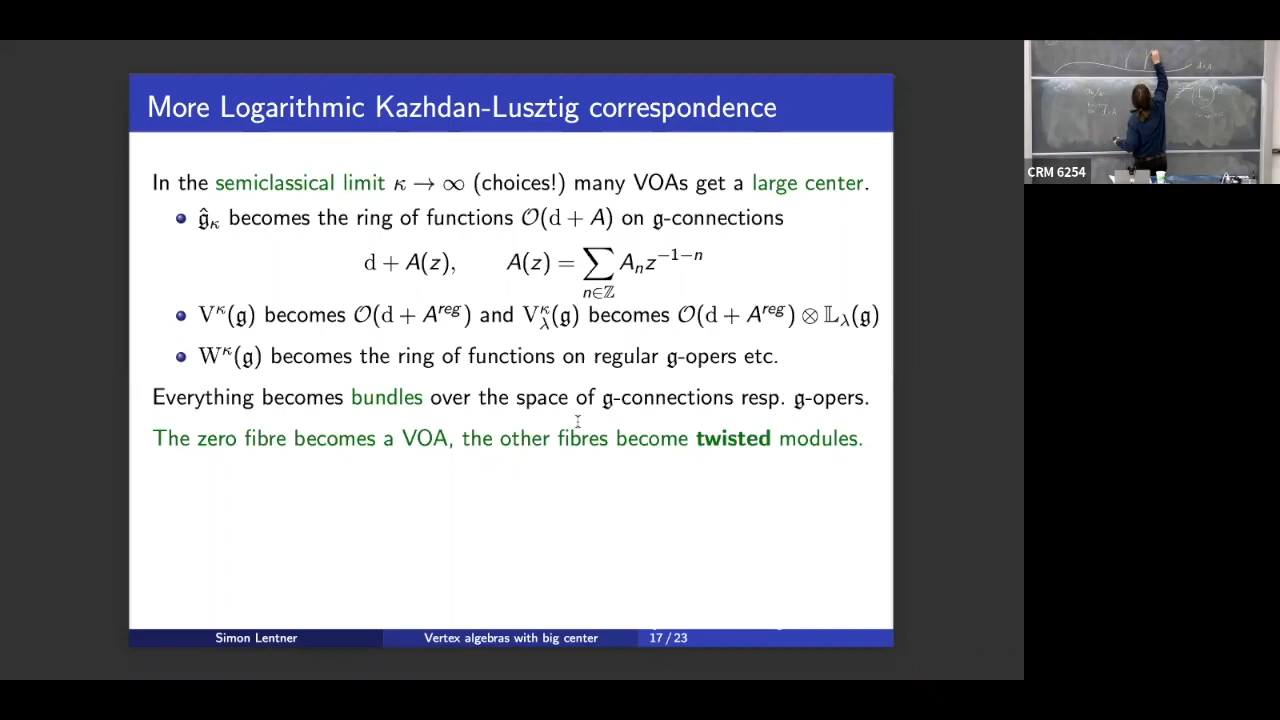 More Logarithmic Kazhdan-Lusztig correspondence
In the semiclassical limit κ → ∞ (choices!) many VOAs get a large center.
• ĝ_κ becomes the ring of functions 𝒪(d + A) on 𝔤-connections
d + A(z), A(z) = ∑_{n∈ℤ} A_n z^{−1−n}
• V^κ(𝔤) becomes 𝒪(d + A^{reg}) and V^κ_λ(𝔤) becomes 𝒪(d + A^{reg}) ⊗ 𝕃_λ(𝔤)
• W^κ(𝔤) becomes the ring of functions on regular 𝔤-opers etc.
Everything becomes bundles over the space of 𝔤-connections resp. 𝔤-opers.
The zero fibre becomes a VOA, the other fibres become twisted modules.
Simon Lentner
Vertex algebras with big center
17 / 23
CRM 6254